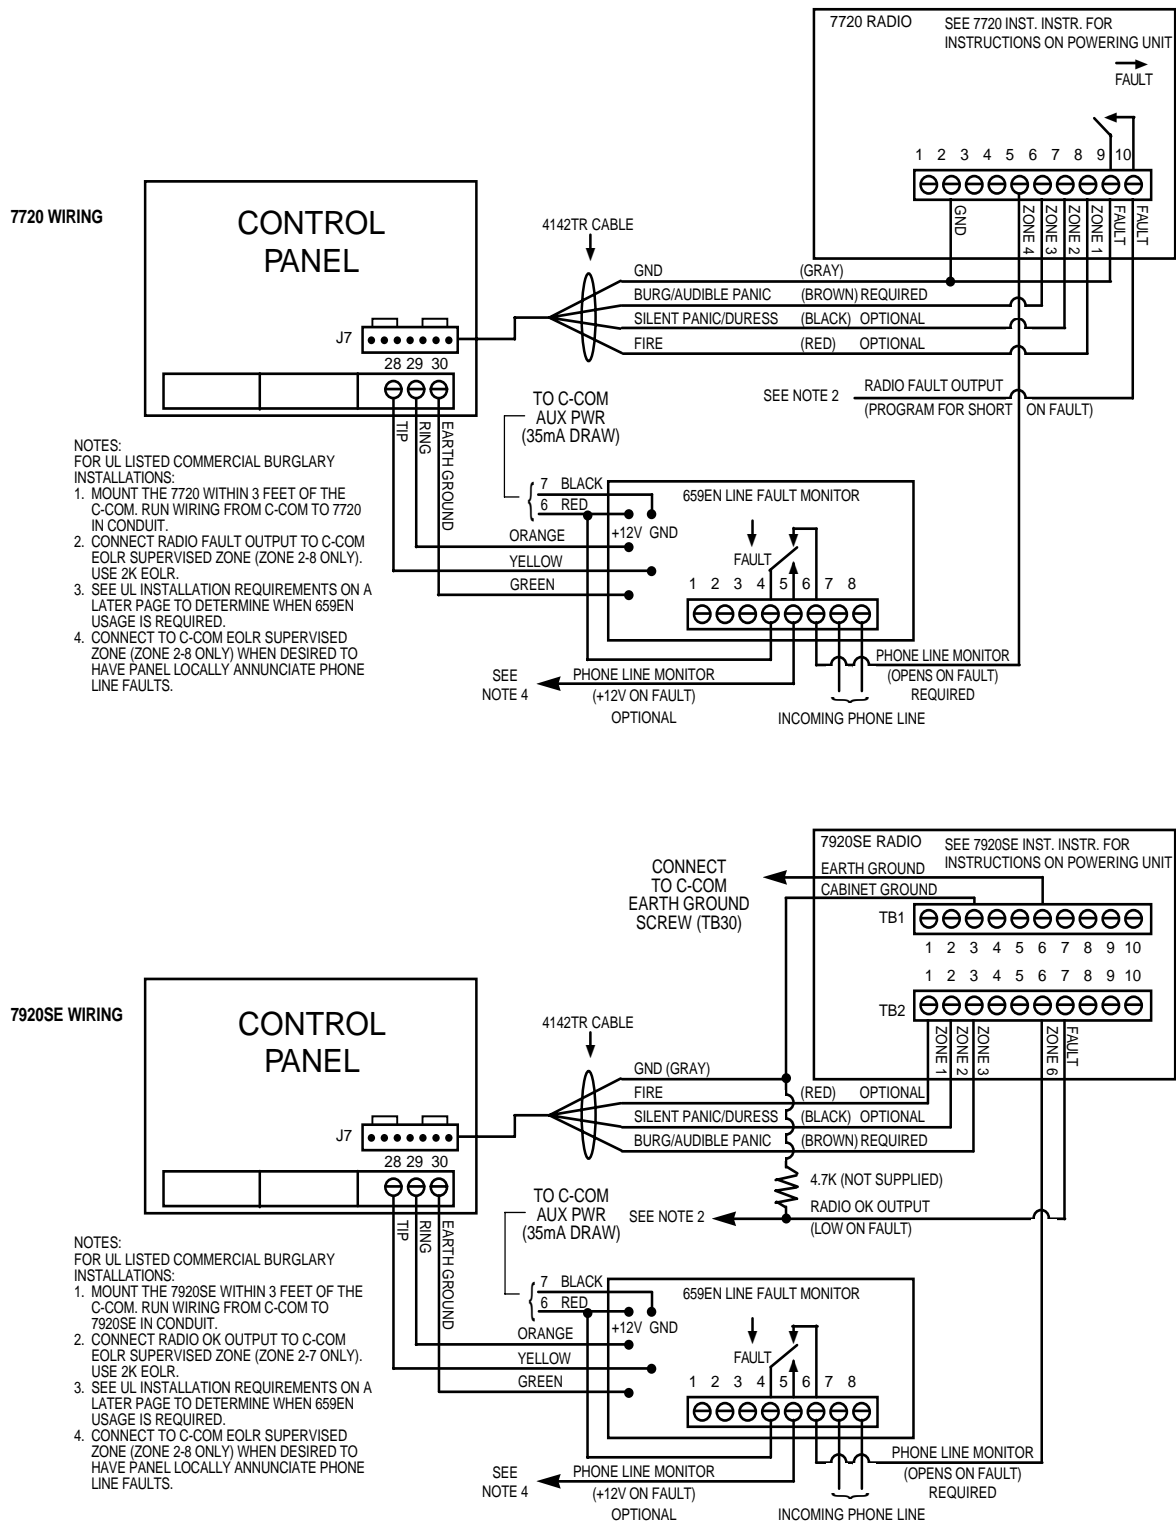 7720 RADIO
SEE 7720 INST. INSTR. FOR
INSTRUCTIONS ON POWERING UNIT
FAULT
1 2 3 4 5 6 7 8 9 10
GND
ZONE 4
ZONE 3
ZONE 2
ZONE 1
FAULT
FAULT
7720 WIRING
CONTROL
PANEL
J7
28 29 30
TIP
RING
EARTH GROUND
4142TR CABLE
GND (GRAY)
BURG/AUDIBLE PANIC (BROWN) REQUIRED
SILENT PANIC/DURESS (BLACK) OPTIONAL
FIRE (RED) OPTIONAL
SEE NOTE 2
RADIO FAULT OUTPUT
(PROGRAM FOR SHORT ON FAULT)
TO C-COM
AUX PWR
(35mA DRAW)
7 BLACK
6 RED
ORANGE
YELLOW
GREEN
659EN LINE FAULT MONITOR
+12V GND
FAULT
1 2 3 4 5 6 7 8
SEE
NOTE 4
PHONE LINE MONITOR
(+12V ON FAULT)
OPTIONAL
PHONE LINE MONITOR
(OPENS ON FAULT)
REQUIRED
INCOMING PHONE LINE
NOTES:
FOR UL LISTED COMMERCIAL BURGLARY
INSTALLATIONS:
1. MOUNT THE 7720 WITHIN 3 FEET OF THE
C-COM. RUN WIRING FROM C-COM TO 7720
IN CONDUIT.
2. CONNECT RADIO FAULT OUTPUT TO C-COM
EOLR SUPERVISED ZONE (ZONE 2-8 ONLY).
USE 2K EOLR.
3. SEE UL INSTALLATION REQUIREMENTS ON A
LATER PAGE TO DETERMINE WHEN 659EN
USAGE IS REQUIRED.
4. CONNECT TO C-COM EOLR SUPERVISED
ZONE (ZONE 2-8 ONLY) WHEN DESIRED TO
HAVE PANEL LOCALLY ANNUNCIATE PHONE
LINE FAULTS.
7920SE RADIO
SEE 7920SE INST. INSTR. FOR
INSTRUCTIONS ON POWERING UNIT
CONNECT
TO C-COM
EARTH GROUND
SCREW (TB30)
EARTH GROUND
CABINET GROUND
TB1
1 2 3 4 5 6 7 8 9 10
1 2 3 4 5 6 7 8 9 10
TB2
ZONE 1
ZONE 2
ZONE 3
ZONE 6
FAULT
7920SE WIRING
CONTROL
PANEL
J7
28 29 30
TIP
RING
EARTH GROUND
4142TR CABLE
GND (GRAY)
FIRE (RED) OPTIONAL
SILENT PANIC/DURESS (BLACK) OPTIONAL
BURG/AUDIBLE PANIC (BROWN) REQUIRED
4.7K (NOT SUPPLIED)
SEE NOTE 2
RADIO OK OUTPUT
(LOW ON FAULT)
TO C-COM
AUX PWR
(35mA DRAW)
7 BLACK
6 RED
ORANGE
YELLOW
GREEN
659EN LINE FAULT MONITOR
+12V GND
FAULT
1 2 3 4 5 6 7 8
SEE
NOTE 4
PHONE LINE MONITOR
(+12V ON FAULT)
OPTIONAL
PHONE LINE MONITOR
(OPENS ON FAULT)
REQUIRED
INCOMING PHONE LINE
NOTES:
FOR UL LISTED COMMERCIAL BURGLARY
INSTALLATIONS:
1. MOUNT THE 7920SE WITHIN 3 FEET OF THE
C-COM. RUN WIRING FROM C-COM TO
7920SE IN CONDUIT.
2. CONNECT RADIO OK OUTPUT TO C-COM
EOLR SUPERVISED ZONE (ZONE 2-7 ONLY).
USE 2K EOLR.
3. SEE UL INSTALLATION REQUIREMENTS ON A
LATER PAGE TO DETERMINE WHEN 659EN
USAGE IS REQUIRED.
4. CONNECT TO C-COM EOLR SUPERVISED
ZONE (ZONE 2-8 ONLY) WHEN DESIRED TO
HAVE PANEL LOCALLY ANNUNCIATE PHONE
LINE FAULTS.